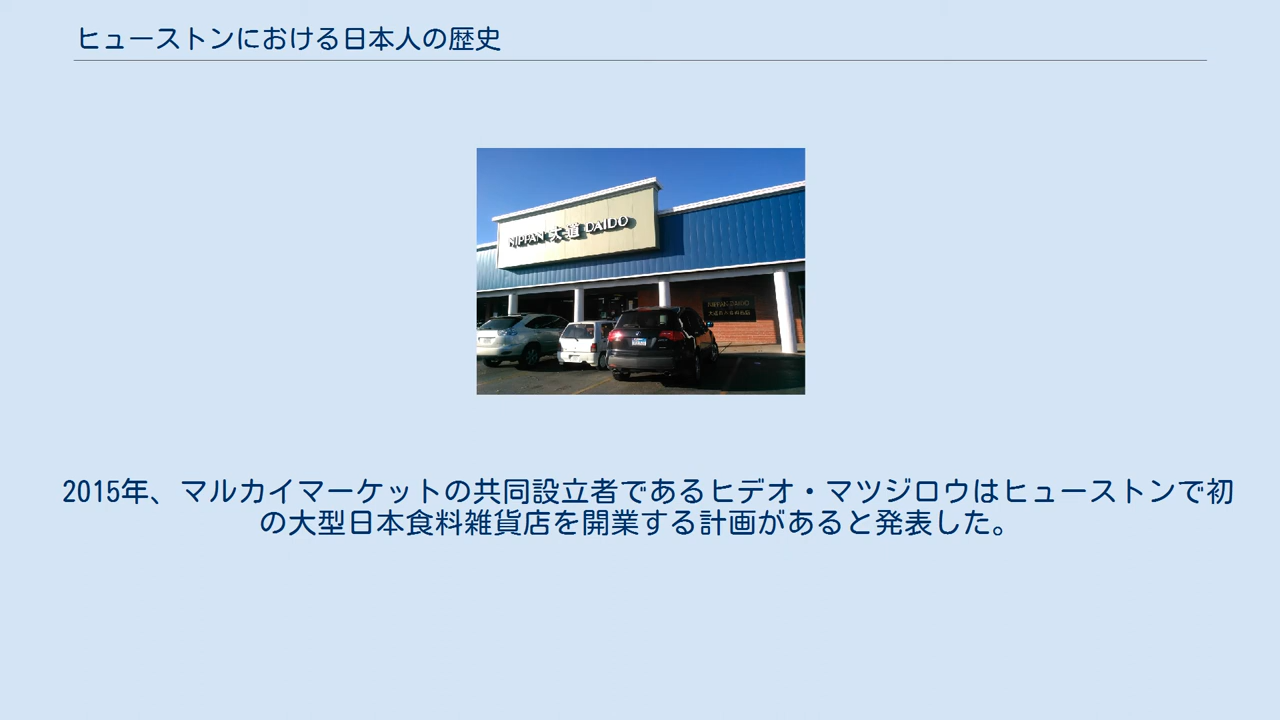 ヒューストンにおける日本人の歴史
NIPPAN 大道 DAIDO
NIPPAN DAIDO
2015年、マルカイマーケットの共同設立者であるヒデオ・マツジロウはヒューストンで初
の大型日本食料雑貨店を開業する計画があると発表した。